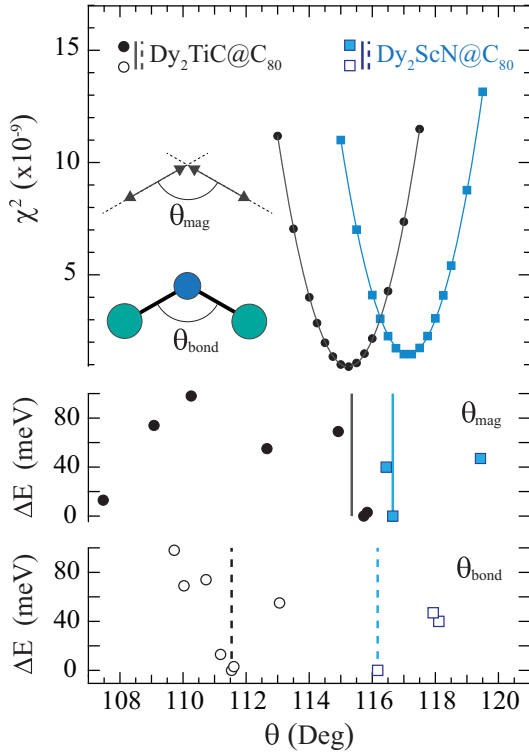 Dy₂TiC@C₈₀ Dy₂ScN@C₈₀
χ² (x10⁻⁹)
15
10
5
θmag
θbond
ΔE (meV)
80
40
0
θmag
ΔE (meV)
80
40
0
θbond
108 110 112 114 116 118 120
θ (Deg)